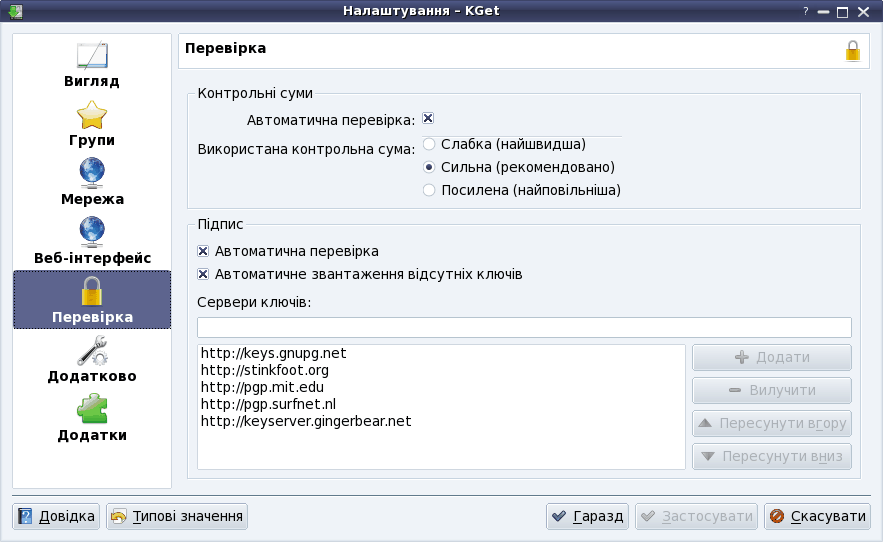 Налаштування – KGet
?
Вигляд
Групи
Мережа
Веб-інтерфейс
Перевірка
Додатково
Додатки
Перевірка
Контрольні суми
Автоматична перевірка:
Використана контрольна сума:
Слабка (найшвидша)
Сильна (рекомендовано)
Посилена (найповільніша)
Підпис
Автоматична перевірка
Автоматичне звантаження відсутніх ключів
Сервери ключів:
http://keys.gnupg.net
http://stinkfoot.org
http://pgp.mit.edu
http://pgp.surfnet.nl
http://keyserver.gingerbear.net
Додати
Вилучити
Пересунути вгору
Пересунути вниз
Довідка
Типові значення
Гаразд
Застосувати
Скасувати